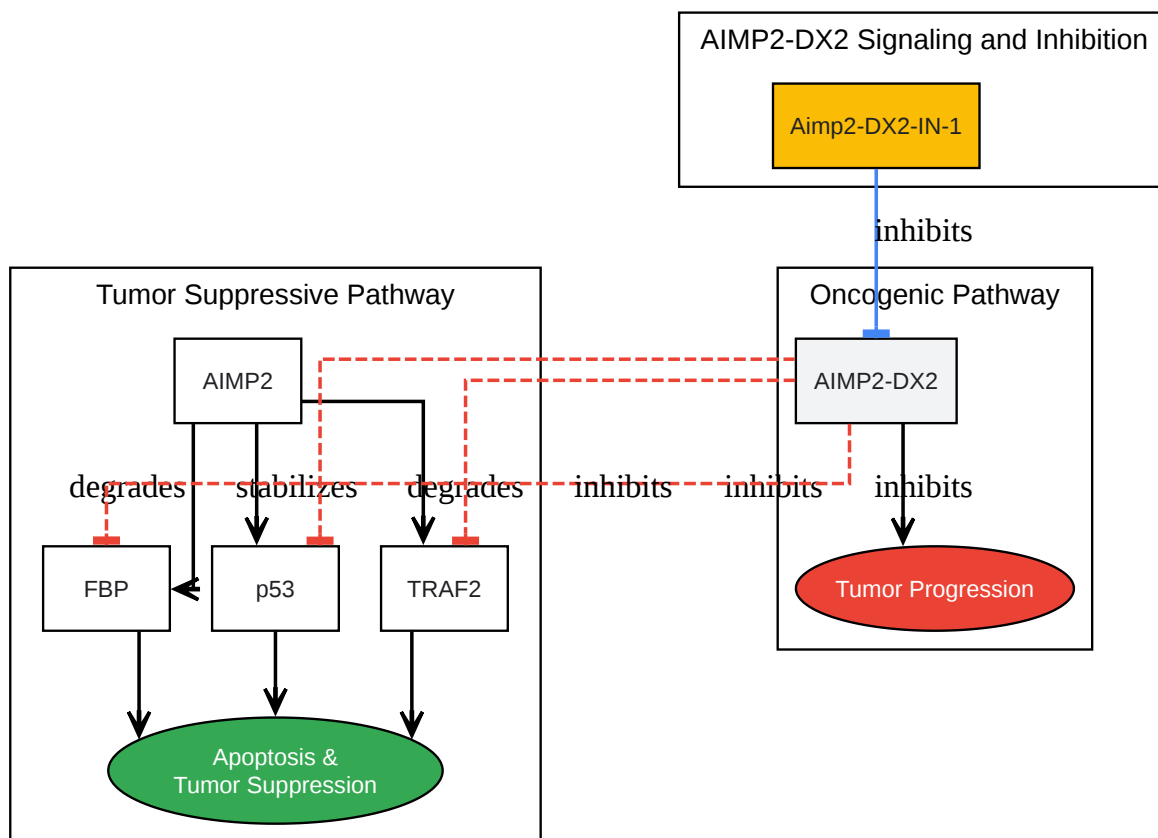 AIMP2-DX2 Signaling and Inhibition
Aimp2-DX2-IN-1
inhibits
Tumor Suppressive Pathway
Oncogenic Pathway
AIMP2
AIMP2-DX2
degrades
stabilizes
degrades
inhibits
inhibits
inhibits
FBP
p53
TRAF2
Tumor Progression
Apoptosis &
Tumor Suppression